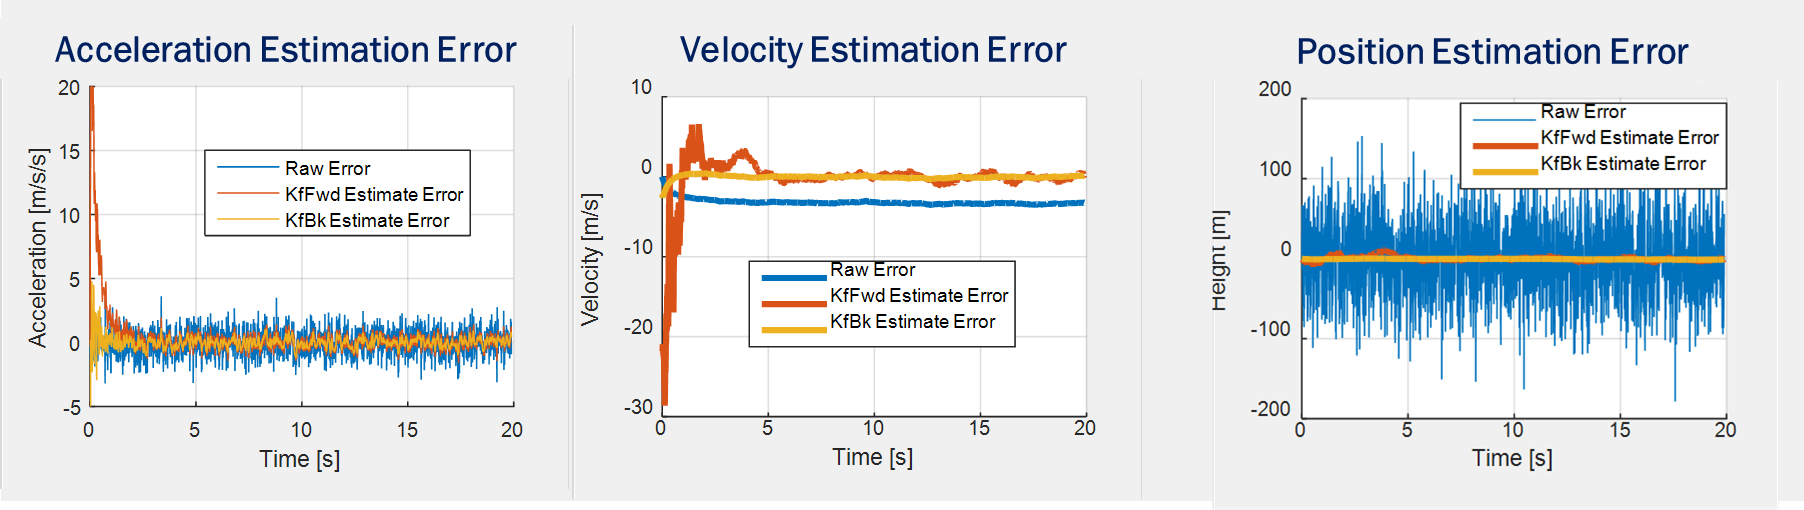 Acceleration Estimation Error
20
15
10
5
0
-5
0 5 10 15 20
Acceleration [m/s/s]
Time [s]
Raw Error
KfFwd Estimate Error
KfBk Estimate Error
Velocity Estimation Error
10
0
-10
-20
-30
0 5 10 15 20
Velocity [m/s]
Time [s]
Raw Error
KfFwd Estimate Error
KfBk Estimate Error
Position Estimation Error
200
100
0
-100
-200
0 5 10 15 20
Height [m]
Time [s]
Raw Error
KfFwd Estimate Error
KfBk Estimate Error